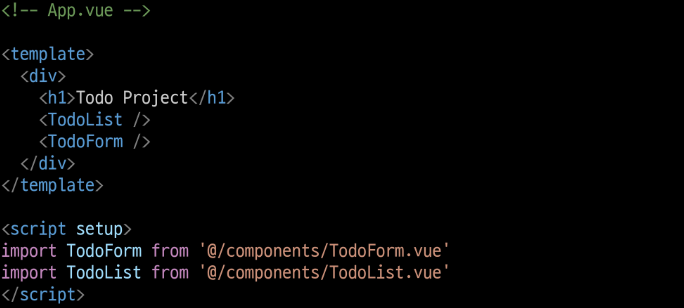 <!-- App.vue -->
<template>
  <div>
    <h1>Todo Project</h1>
    <TodoList />
    <TodoForm />
  </div>
</template>
<script setup>
import TodoForm from '@/components/TodoForm.vue'
import TodoList from '@/components/TodoList.vue'
</script>